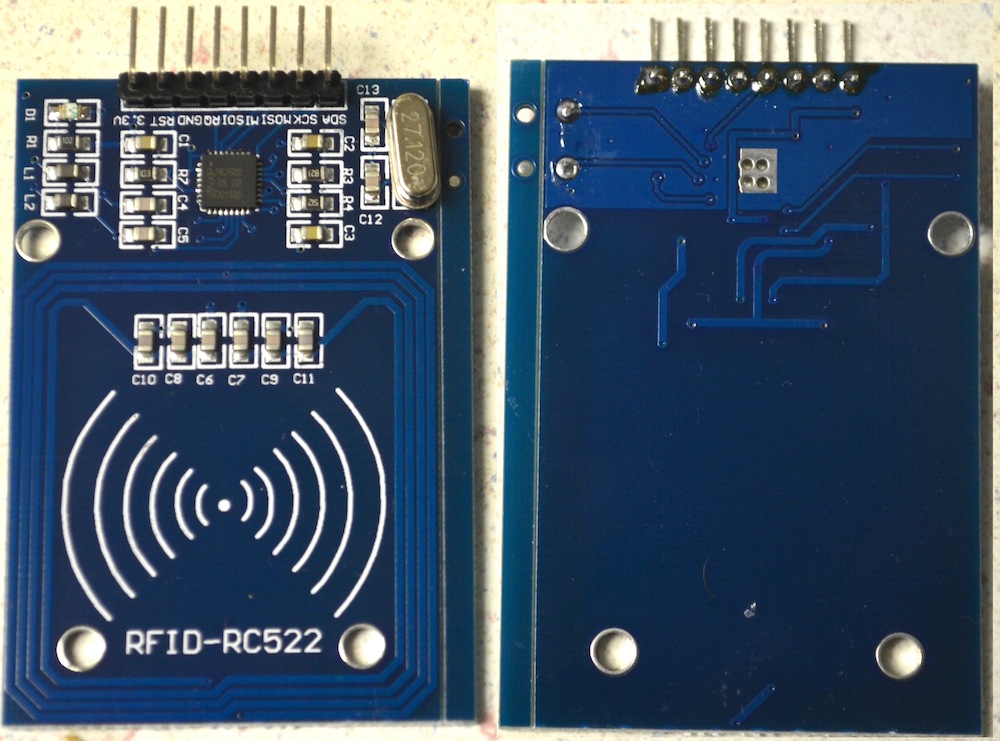 C13
SDA SCK MOSI MISO IRQ GND RST 3.3V
D1
R1
L1
L2
C1
R2
C4
C5
C2
R3
R4
C3
C12
27.120
C10 C8 C6 C7 C9 C11
RFID-RC522